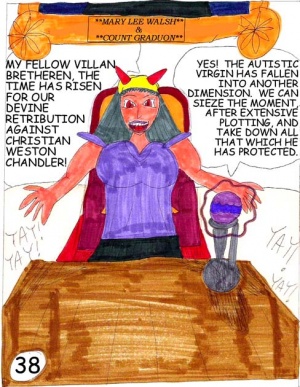 **MARY LEE WALSH**
&
**COUNT GRADUON**
MY FELLOW VILLAN
BRETHEREN, THE
TIME HAS RISEN
FOR OUR
DEVINE
RETRIBUTION
AGAINST
CHRISTIAN
WESTON
CHANDLER!
YES! THE AUTISTIC
VIRGIN HAS FALLEN
INTO ANOTHER
DIMENSION. WE CAN
SIEZE THE MOMENT,
AFTER EXTENSIVE
PLOTTING, AND
TAKE DOWN ALL
THAT WHICH HE
HAS PROTECTED.
YAY!
YAY!
YAY!
YAY!
38